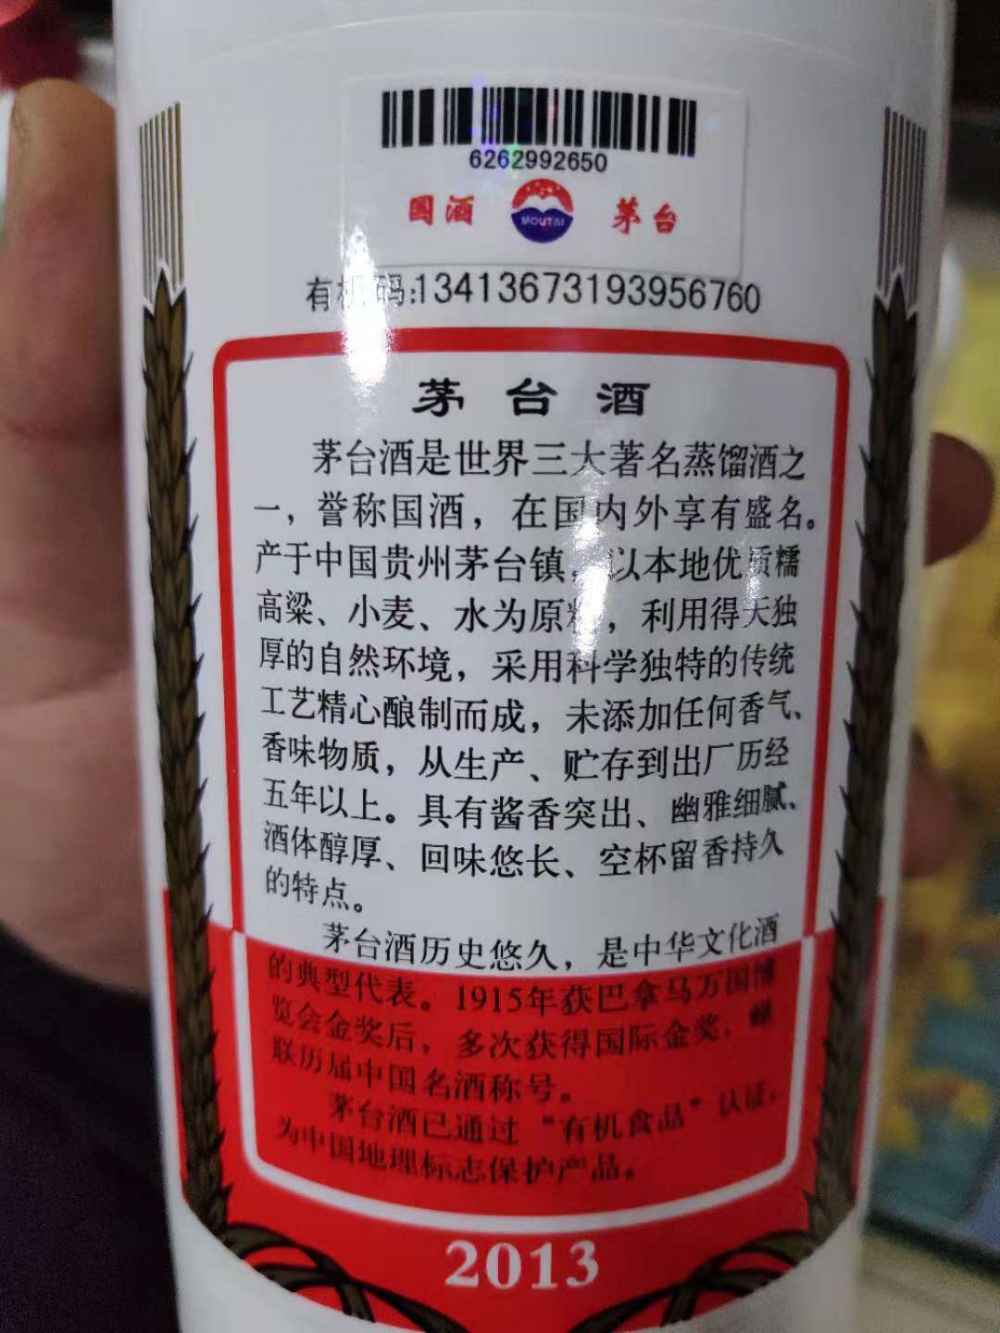 6262992650
国酒 MOUTAI 茅台
有机码:13413673193956760
茅台酒
茅台酒是世界三大著名蒸馏酒之
一，誉称国酒，在国内外享有盛名。
产于中国贵州茅台镇，以本地优质糯
高粱、小麦、水为原料，利用得天独
厚的自然环境，采用科学独特的传统
工艺精心酿制而成，未添加任何香气、
香味物质，从生产、贮存到出厂历经
五年以上。具有酱香突出、幽雅细腻、
酒体醇厚、回味悠长、空杯留香持久
的特点。
茅台酒历史悠久，是中华文化酒
的典型代表。1915年获巴拿马万国博
览会金奖后，多次获得国际金奖，蝉
联历届中国名酒称号。
茅台酒已通过“有机食品”认证，
为中国地理标志保护产品。
2013